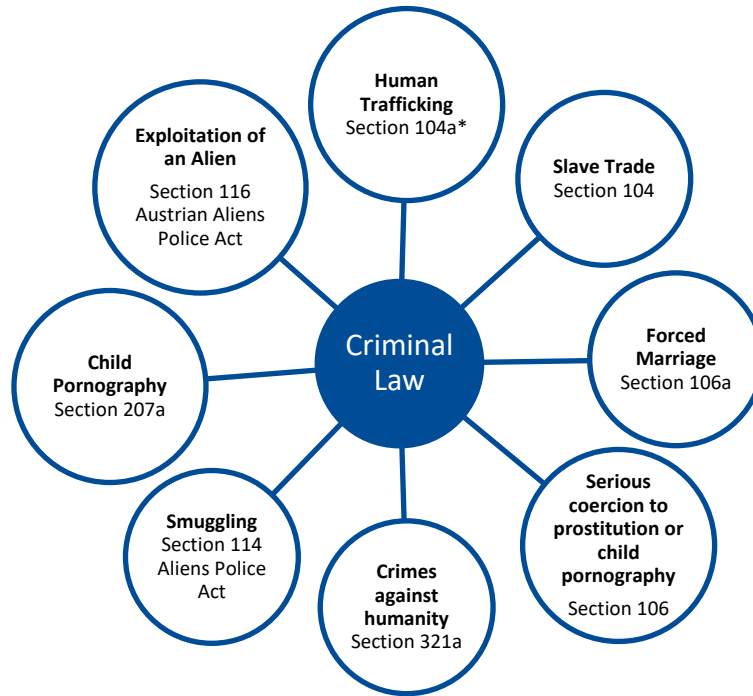 Human
Trafficking
Section 104a*
Slave Trade
Section 104
Forced
Marriage
Section 106a
Serious
coercion to
prostitution or
child
pornography
Section 106
Crimes
against
humanity
Section 321a
Smuggling
Section 114
Aliens Police
Act
Child
Pornography
Section 207a
Exploitation of
an Alien
Section 116
Austrian Aliens
Police Act
Criminal
Law